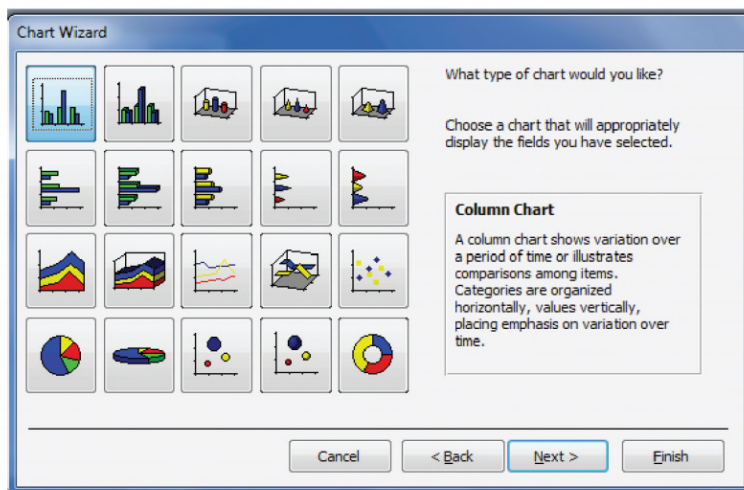 Chart Wizard
What type of chart would you like?
Choose a chart that will appropriately
display the fields you have selected.
Column Chart
A column chart shows variation over
a period of time or illustrates
comparisons among items.
Categories are organized
horizontally, values vertically,
placing emphasis on variation over
time.
Cancel
< Back
Next >
Finish